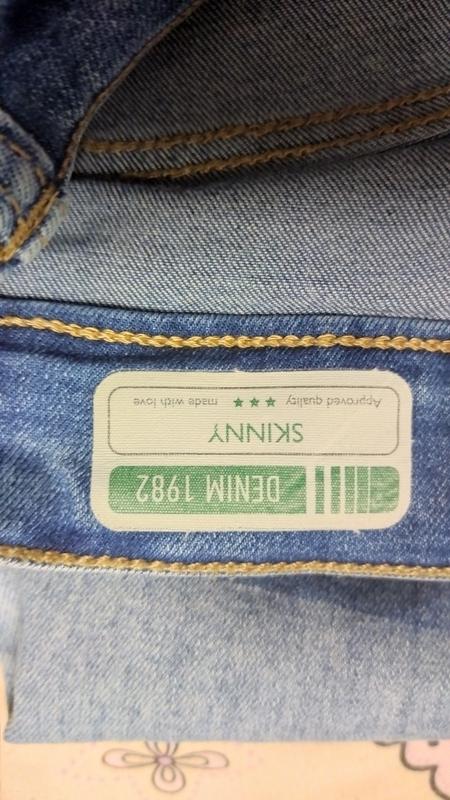 DENIM 1982
SKINNY
Approved quality ★★★ made with love